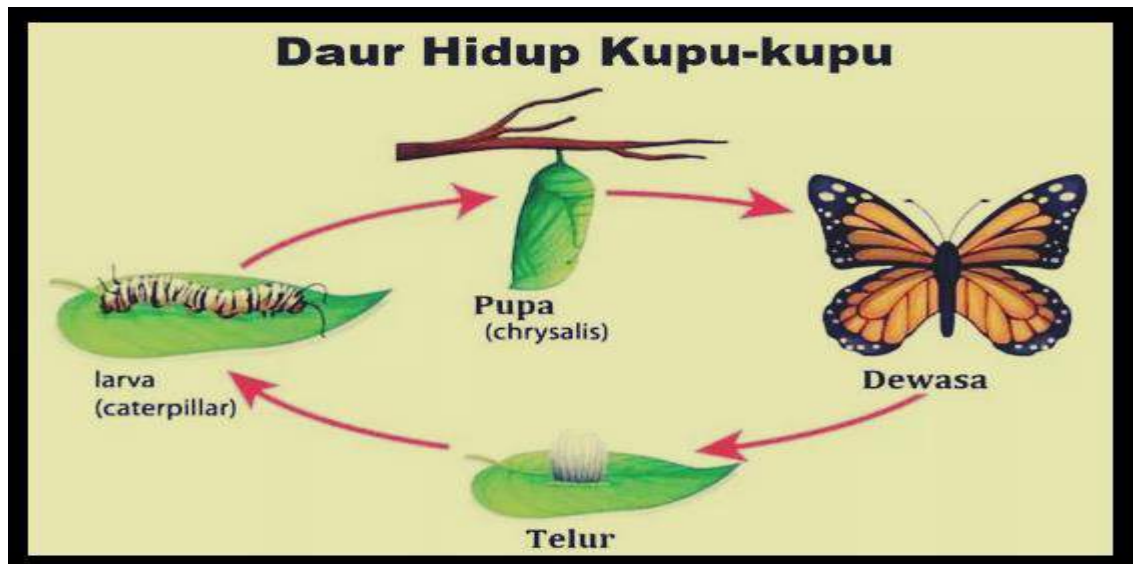 Daur Hidup Kupu-kupu
Pupa
(chrysalis)
larva
(caterpillar)
Dewasa
Telur